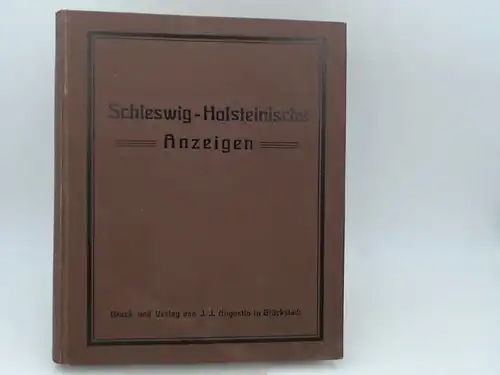 Schleswig-Holsteinische
Anzeigen
Druck und Verlag von J. J. Augustin in Glückstadt